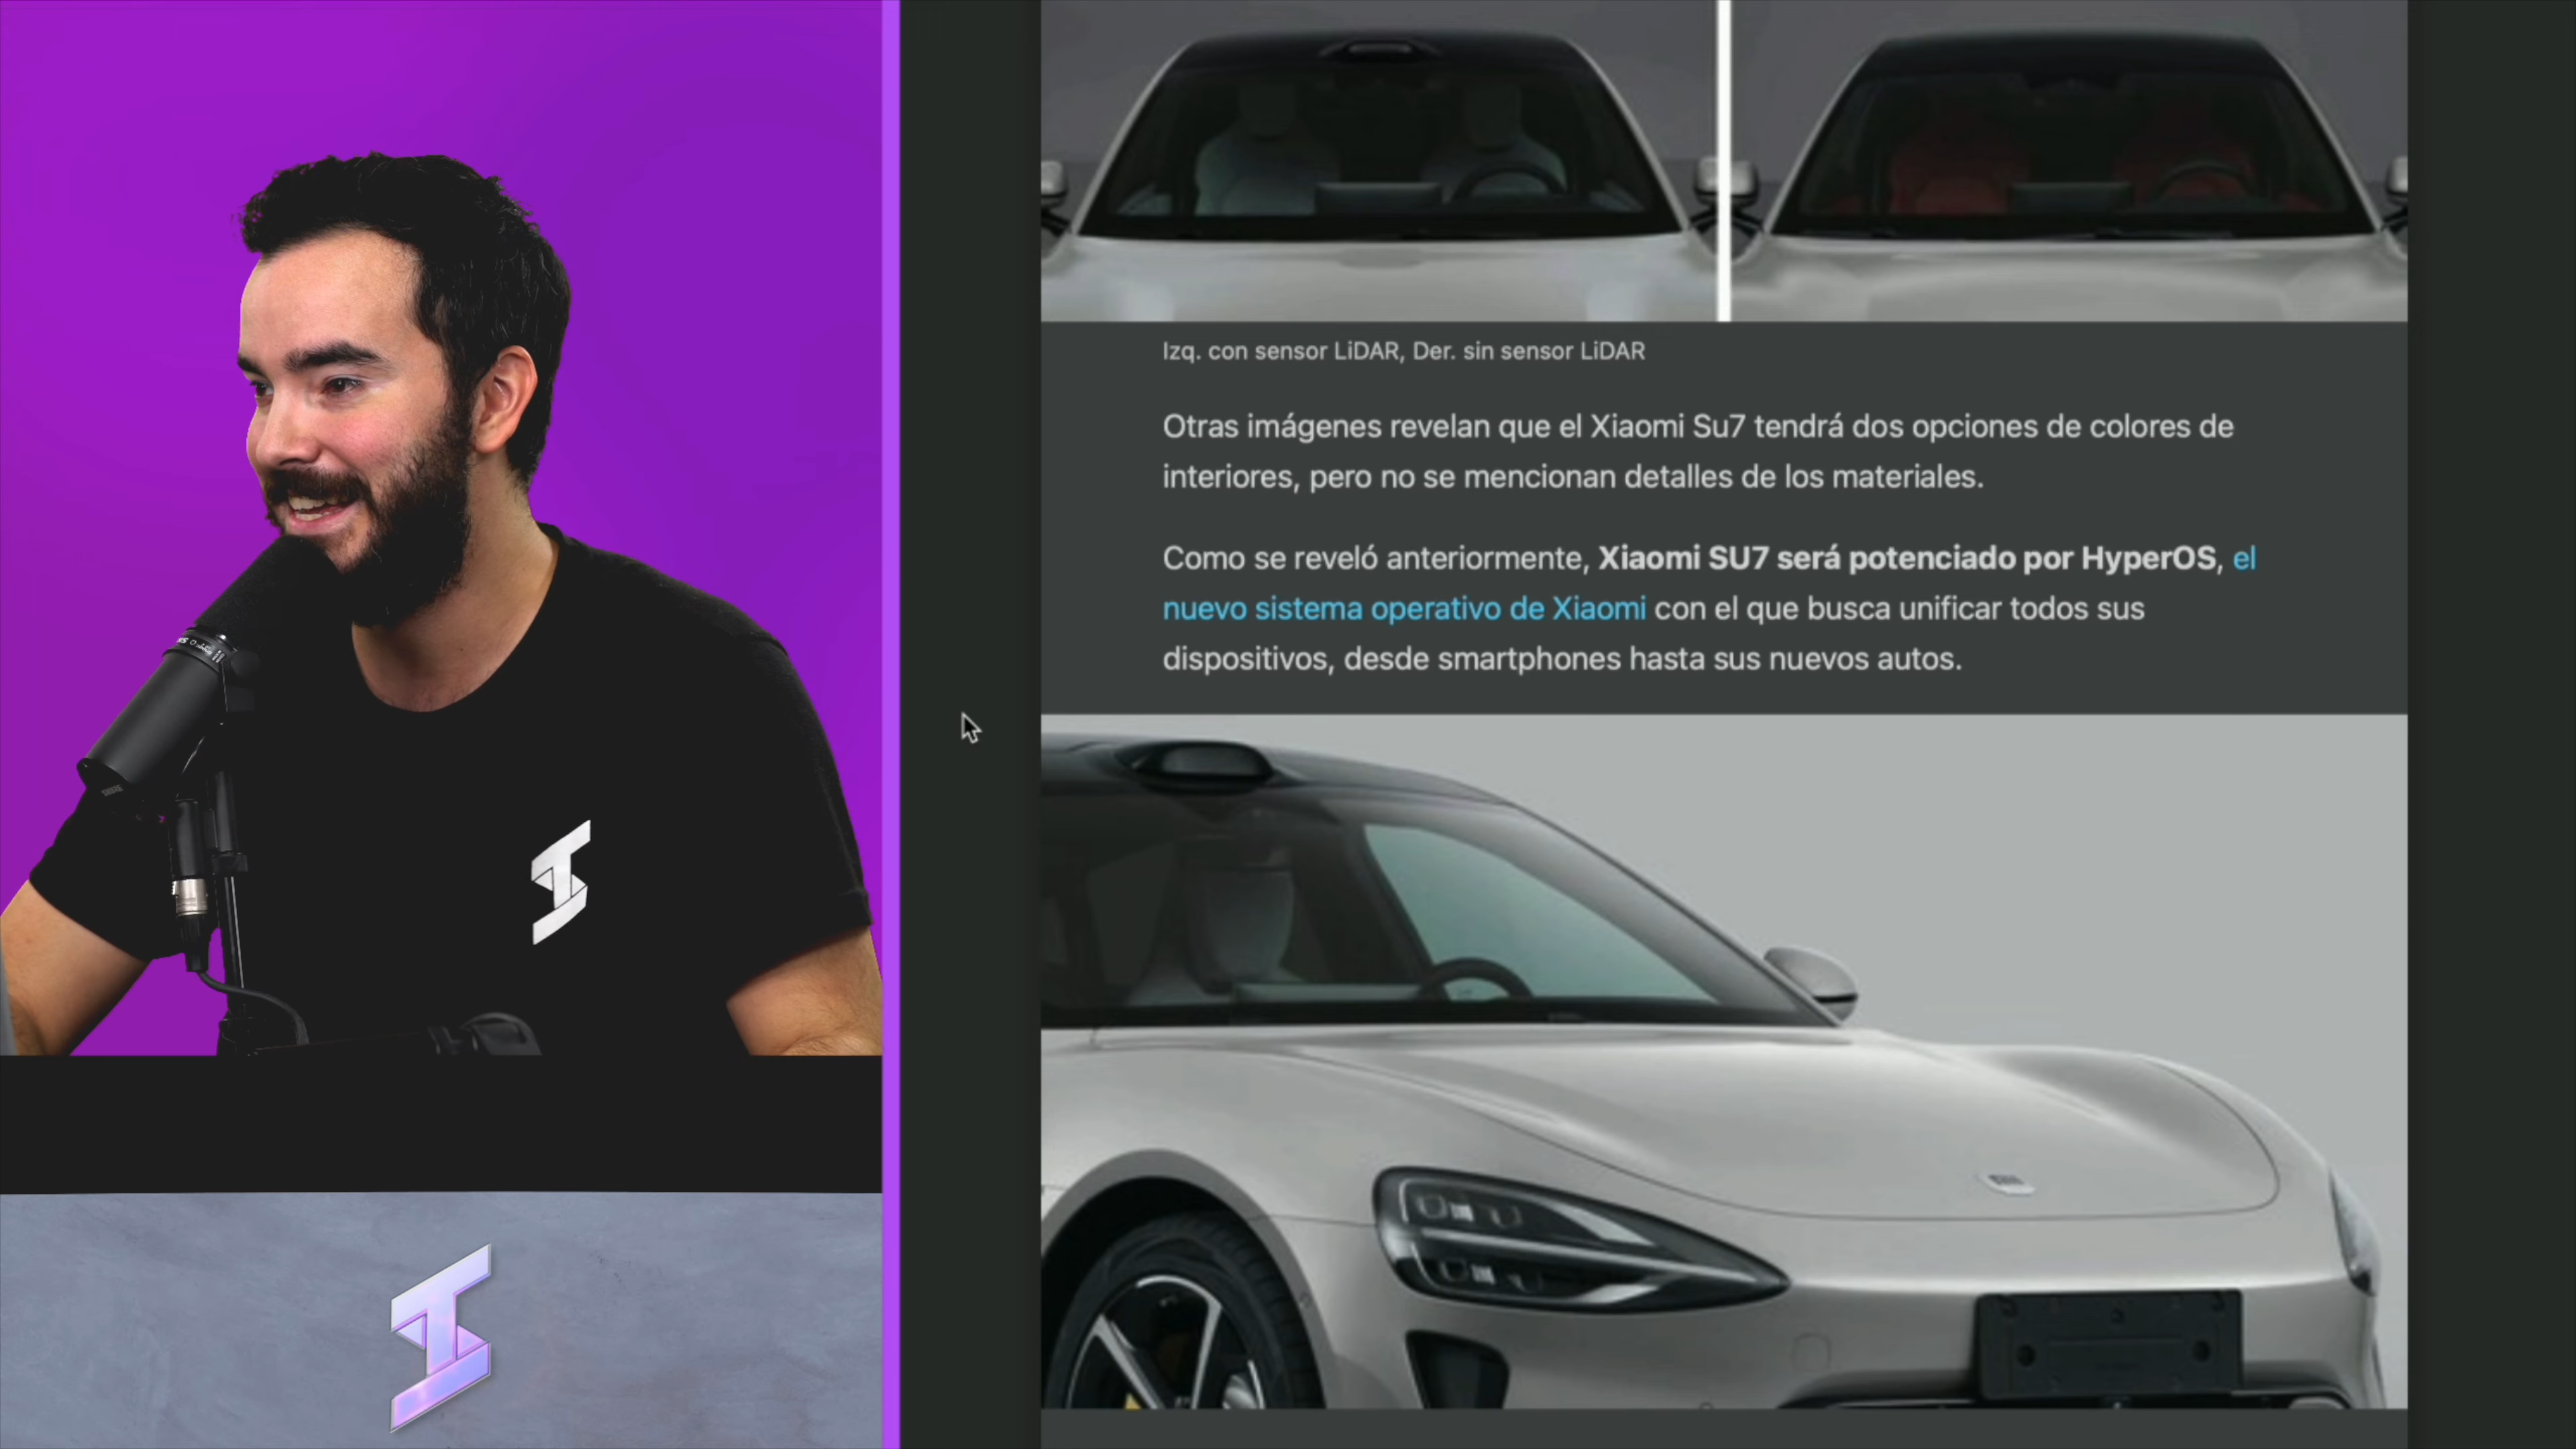 Izq. con sensor LiDAR, Der. sin sensor LiDAR
Otras imágenes revelan que el Xiaomi Su7 tendrá dos opciones de colores de
interiores, pero no se mencionan detalles de los materiales.
Como se reveló anteriormente, Xiaomi SU7 será potenciado por HyperOS, el
nuevo sistema operativo de Xiaomi con el que busca unificar todos sus
dispositivos, desde smartphones hasta sus nuevos autos.